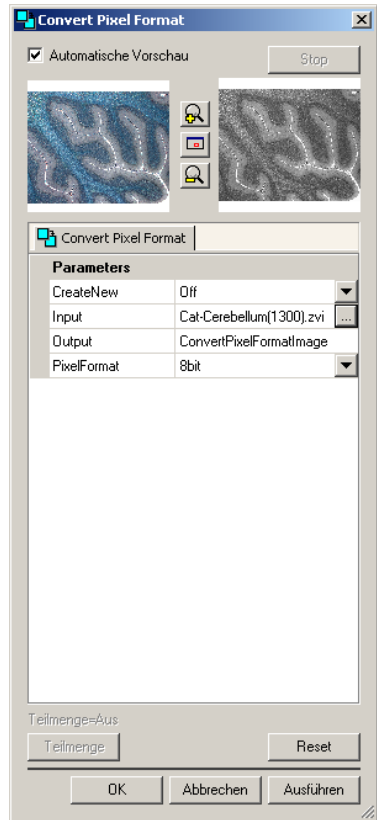 Convert Pixel Format
Automatische Vorschau
Stop
Convert Pixel Format
Parameters
CreateNew Off
Input Cat-Cerebellum(1300).zvi ...
Output ConvertPixelFormatImage
PixelFormat 8bit
Teilmenge=Aus
Teilmenge Reset
OK Abbrechen Ausführen